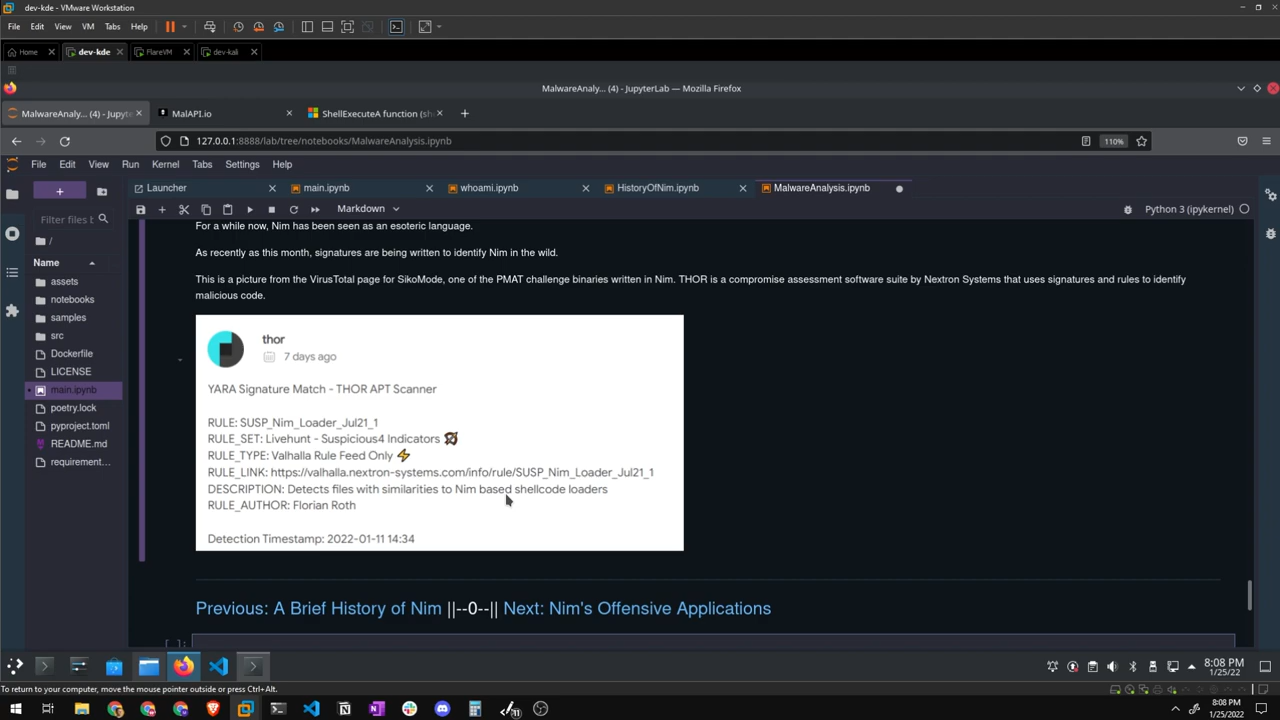 dev-kde - VMware Workstation
File Edit View VM Tabs Help
Home dev-kde FlareVM dev-kali
MalwareAnaly... (4) - JupyterLab — Mozilla Firefox
MalwareAnaly... (4) - Jupyte MalAPI.io ShellExecuteA function (sh
127.0.0.1:8888/lab/tree/notebooks/MalwareAnalysis.ipynb 110%
File Edit View Run Kernel Tabs Settings Help
Launcher main.ipynb whoami.ipynb HistoryOfNim.ipynb MalwareAnalysis.ipynb
Markdown Python 3 (ipykernel)
Filter files b
/
Name
assets
notebooks
samples
src
Dockerfile
LICENSE
main.ipynb
poetry.lock
pyproject.toml
README.md
requirement...
For a while now, Nim has been seen as an esoteric language.
As recently as this month, signatures are being written to identify Nim in the wild.
This is a picture from the VirusTotal page for SikoMode, one of the PMAT challenge binaries written in Nim. THOR is a compromise assessment software suite by Nextron Systems that uses signatures and rules to identify
malicious code.
thor
7 days ago
YARA Signature Match - THOR APT Scanner
RULE: SUSP_Nim_Loader_Jul21_1
RULE_SET: Livehunt - Suspicious4 Indicators
RULE_TYPE: Valhalla Rule Feed Only ⚡
RULE_LINK: https://valhalla.nextron-systems.com/info/rule/SUSP_Nim_Loader_Jul21_1
DESCRIPTION: Detects files with similarities to Nim based shellcode loaders
RULE_AUTHOR: Florian Roth
Detection Timestamp: 2022-01-11 14:34
Previous: A Brief History of Nim ||--0--|| Next: Nim's Offensive Applications
[ ]:
8:08 PM
1/25/22
To return to your computer, move the mouse pointer outside or press Ctrl+Alt.
8:08 PM
1/25/2022